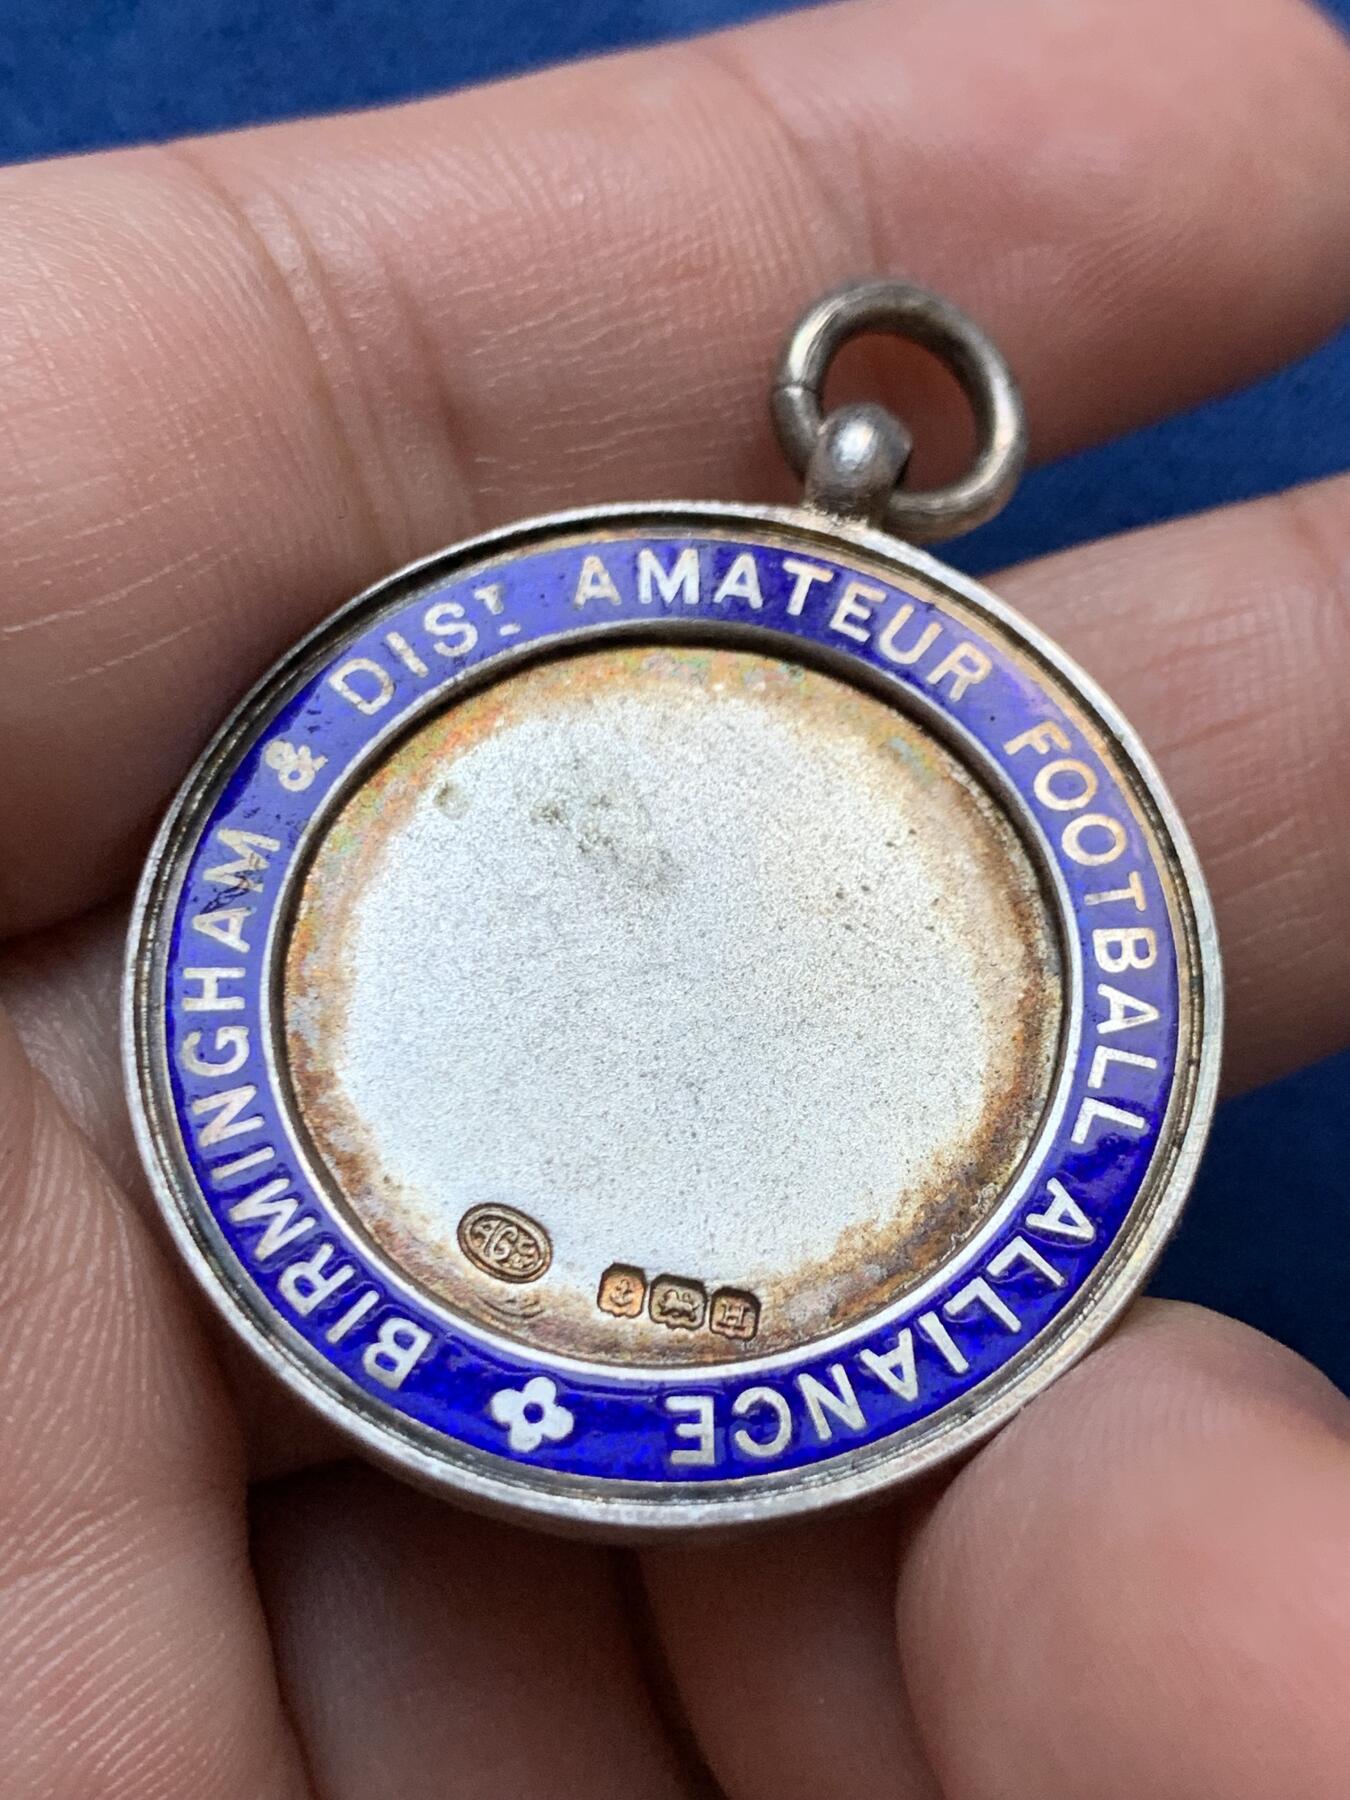 BIRMINGHAM & DIST. AMATEUR FOOTBALL ALLIANCE
H